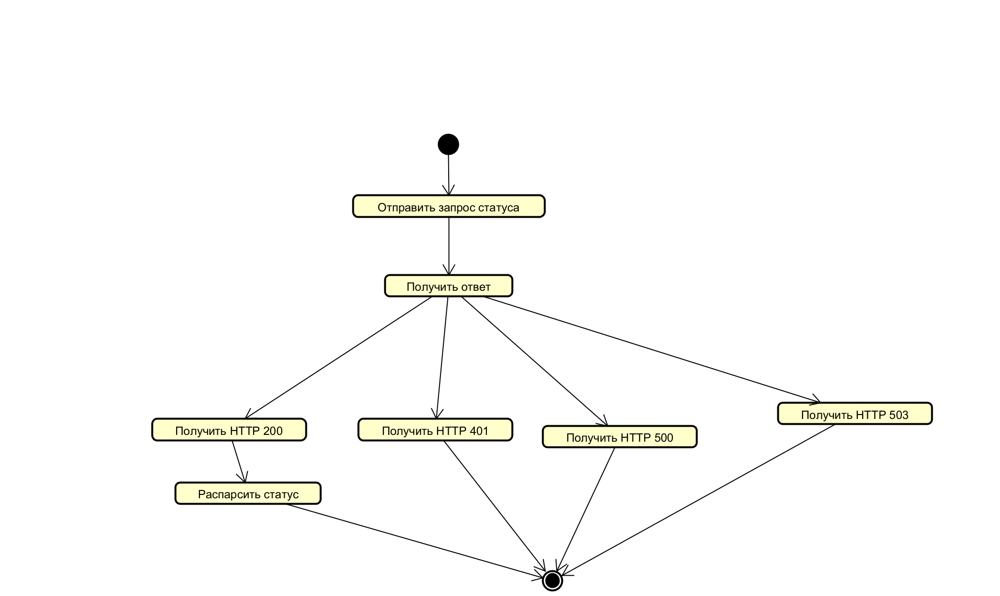 Отправить запрос статуса
Получить ответ
Получить HTTP 200
Получить HTTP 401
Получить HTTP 500
Получить HTTP 503
Распарсить статус